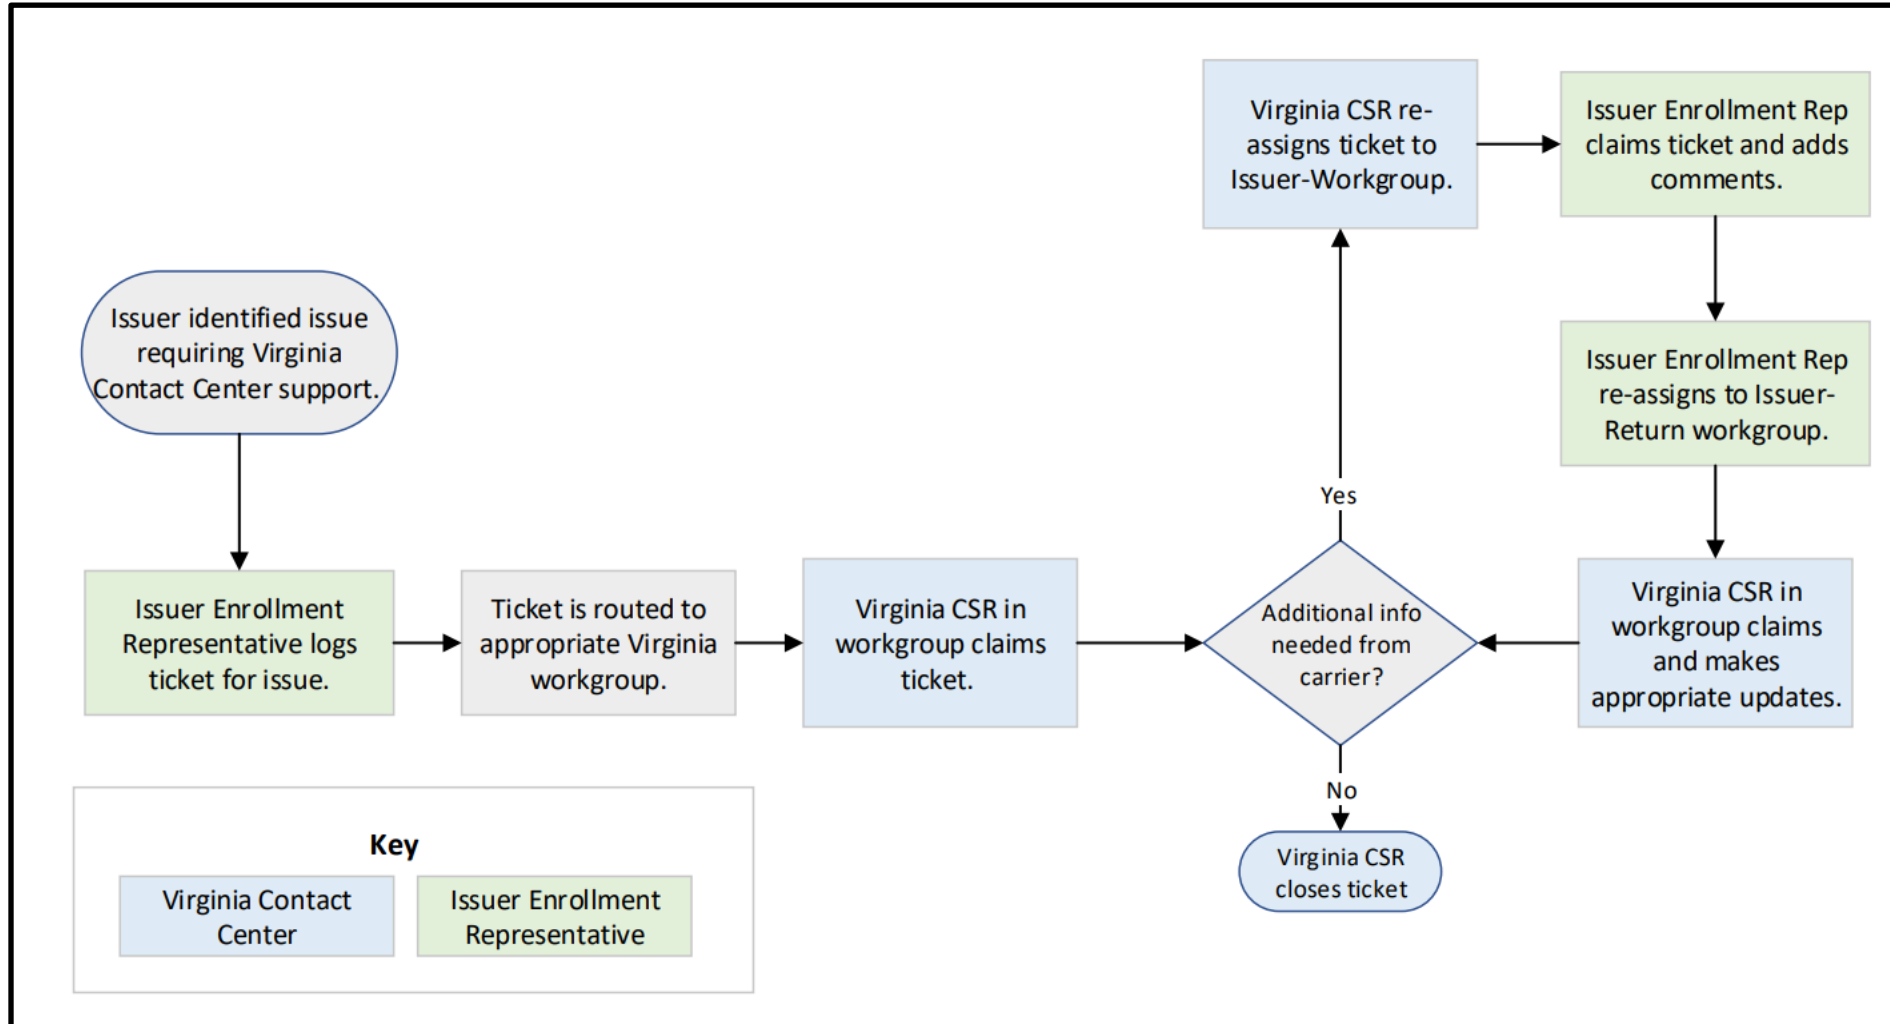 Issuer identified issue
requiring Virginia
Contact Center support.
Issuer Enrollment
Representative logs
ticket for issue.
Ticket is routed to
appropriate Virginia
workgroup.
Virginia CSR in
workgroup claims
ticket.
Additional info
needed from
carrier?
Yes
Virginia CSR re-
assigns ticket to
Issuer-Workgroup.
Issuer Enrollment Rep
claims ticket and adds
comments.
Issuer Enrollment Rep
re-assigns to Issuer-
Return workgroup.
Virginia CSR in
workgroup claims
and makes
appropriate updates.
No
Virginia CSR
closes ticket
Key
Virginia Contact
Center
Issuer Enrollment
Representative